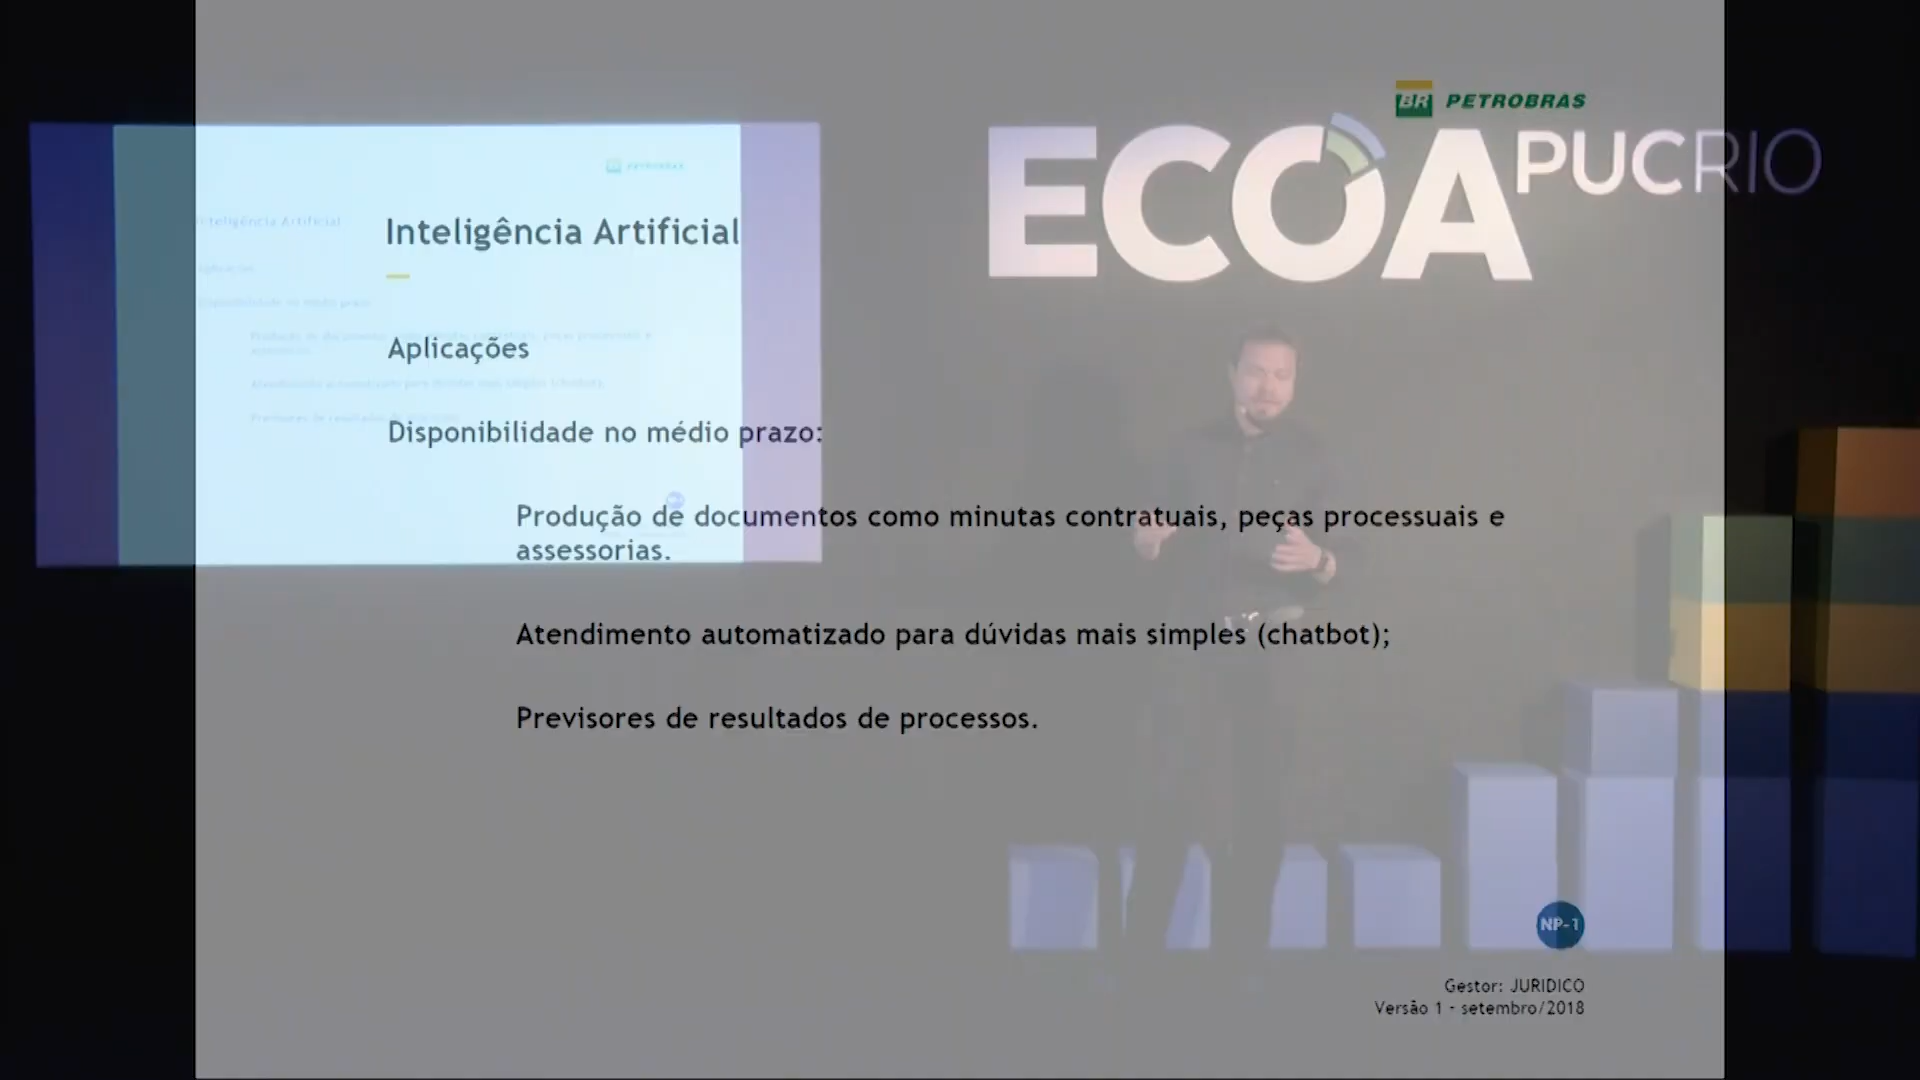 BR PETROBRAS
ECOA PUCRIO
Inteligência Artificial
Aplicações
Disponibilidade no médio prazo:
Produção de documentos como minutas contratuais, peças processuais e
assessorias.
Atendimento automatizado para dúvidas mais simples (chatbot);
Previsores de resultados de processos.
NP-1
Gestor: JURIDICO
Versão 1 - setembro/2018